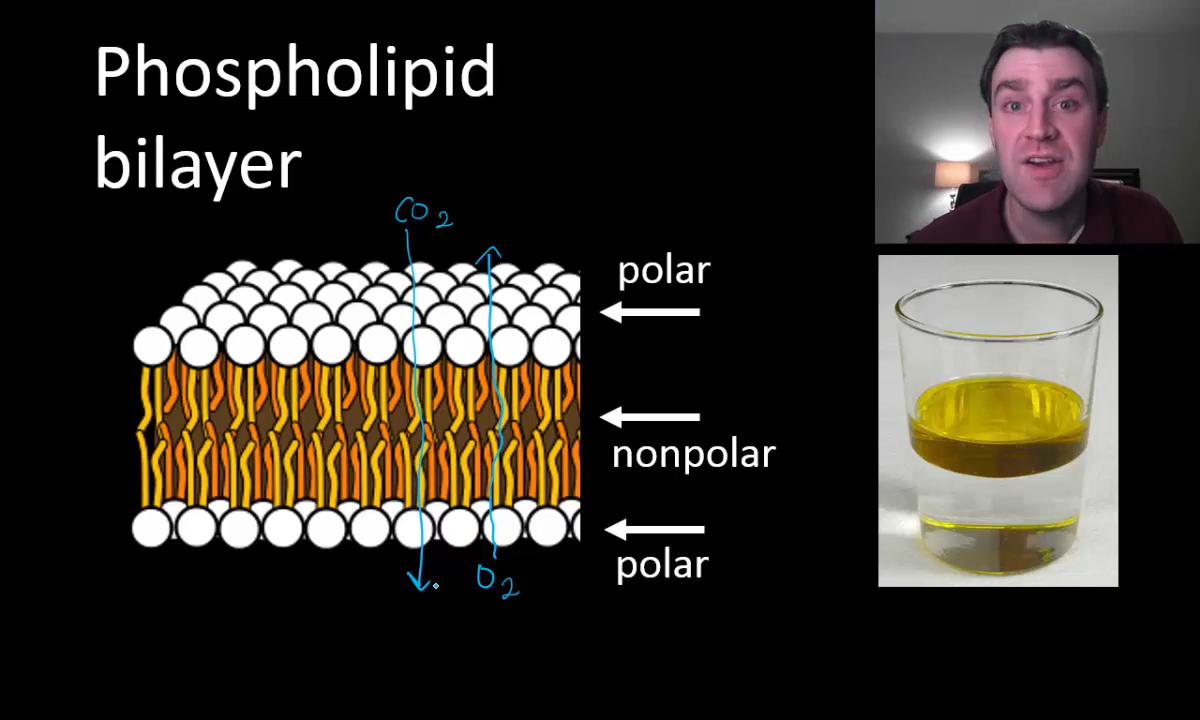 Phospholipid
bilayer
CO2
polar
nonpolar
polar
O2